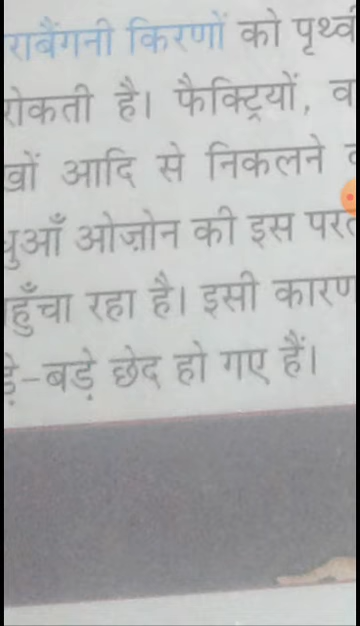 राबैंगनी किरणों को पृथ्वी
रोकती है। फैक्ट्रियों, व
खों आदि से निकलने व
धुआँ ओज़ोन की इस परत
हुँचा रहा है। इसी कारण
ड़े-बड़े छेद हो गए हैं।